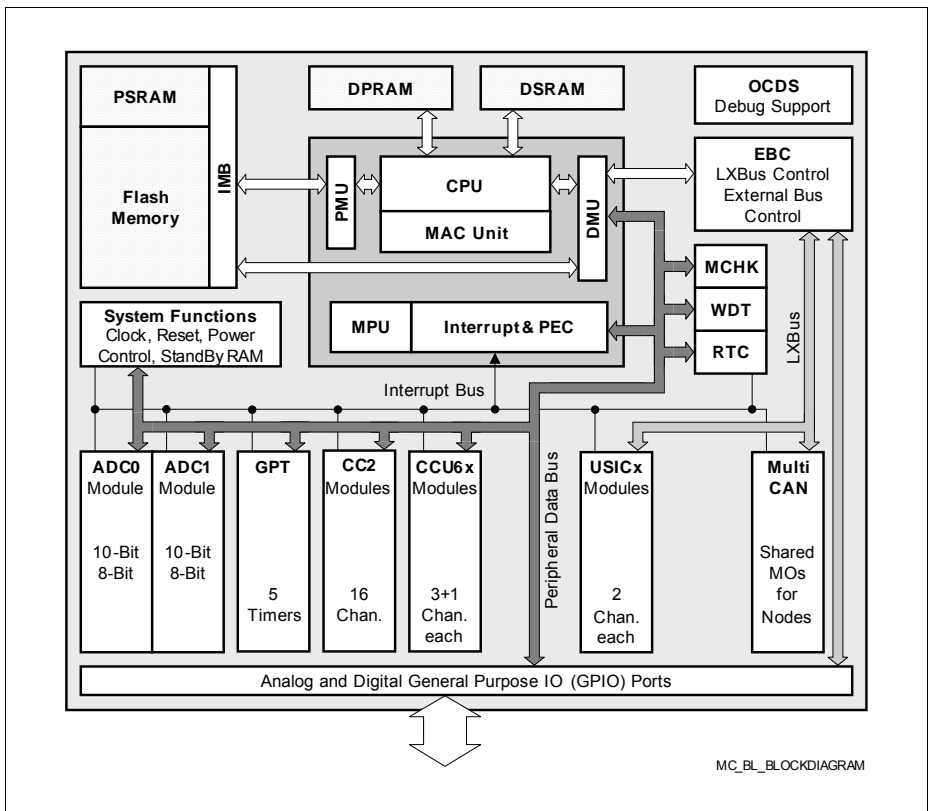 PSRAM
Flash
Memory
IMB
DPRAM
DSRAM
OCDS
Debug Support
PMU
CPU
MAC Unit
DMU
EBC
LXBus Control
External Bus
Control
MPU
Interrupt & PEC
MCHK
WDT
RTC
LXBus
System Functions
Clock, Reset, Power
Control, StandBy RAM
Interrupt Bus
Peripheral Data Bus
ADC0
Module
10-Bit
8-Bit
ADC1
Module
10-Bit
8-Bit
GPT
5
Timers
CC2
Modules
16
Chan.
CCU6x
Modules
3+1
Chan.
each
USICx
Modules
2
Chan.
each
Multi
CAN
Shared
MOs
for
Nodes
Analog and Digital General Purpose IO (GPIO) Ports
MC_BL_BLOCKDIAGRAM